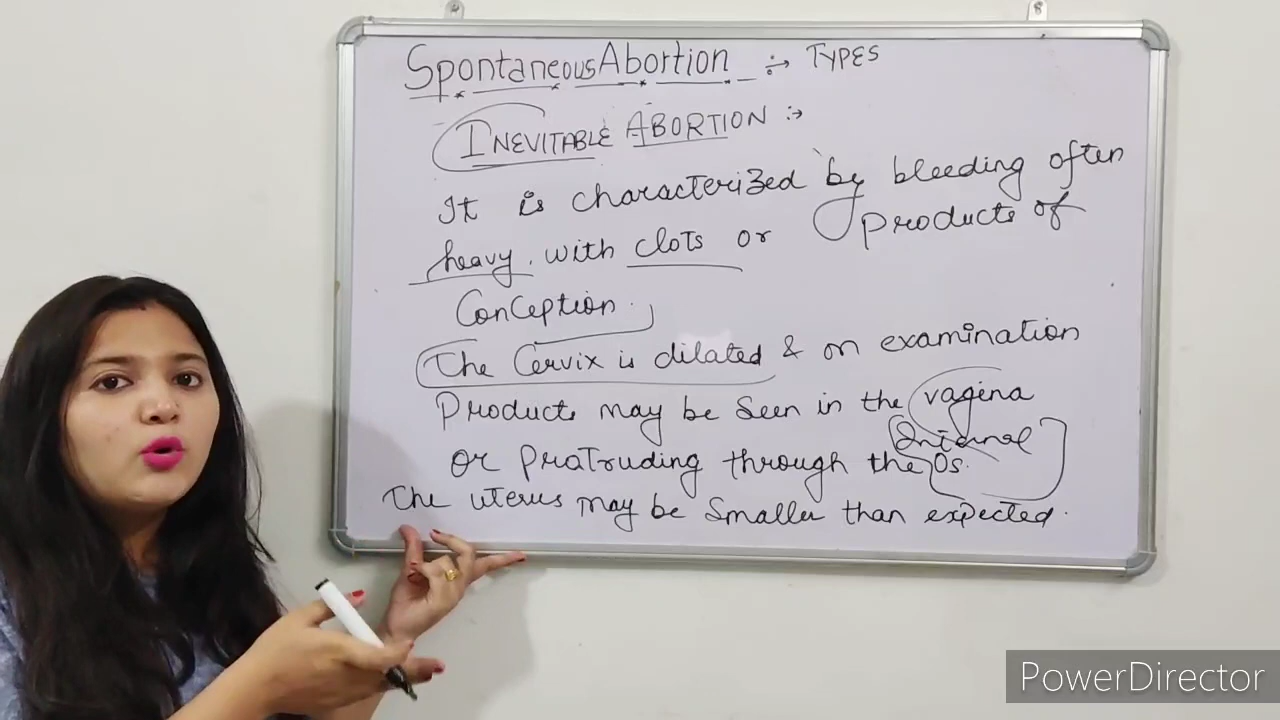 Spontaneous Abortion ÷→ TYPES
INEVITABLE ABORTION :→
It is characterized by bleeding often
heavy, with clots or products of
Conception.
The Cervix is dilated & on examination
Products may be seen in the vagina
Internal
or pratruding through the Os.
The uterus may be smaller than expected.
PowerDirector